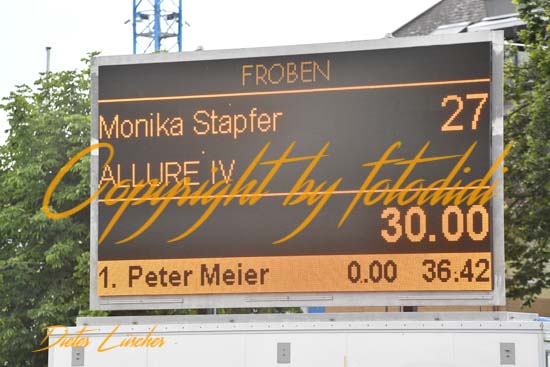 FROBEN
Monika Stapfer 27
ALLURE IV
Copyright by fotodidi
30.00
1. Peter Meier 0.00 36.42
Dieter Lurcher